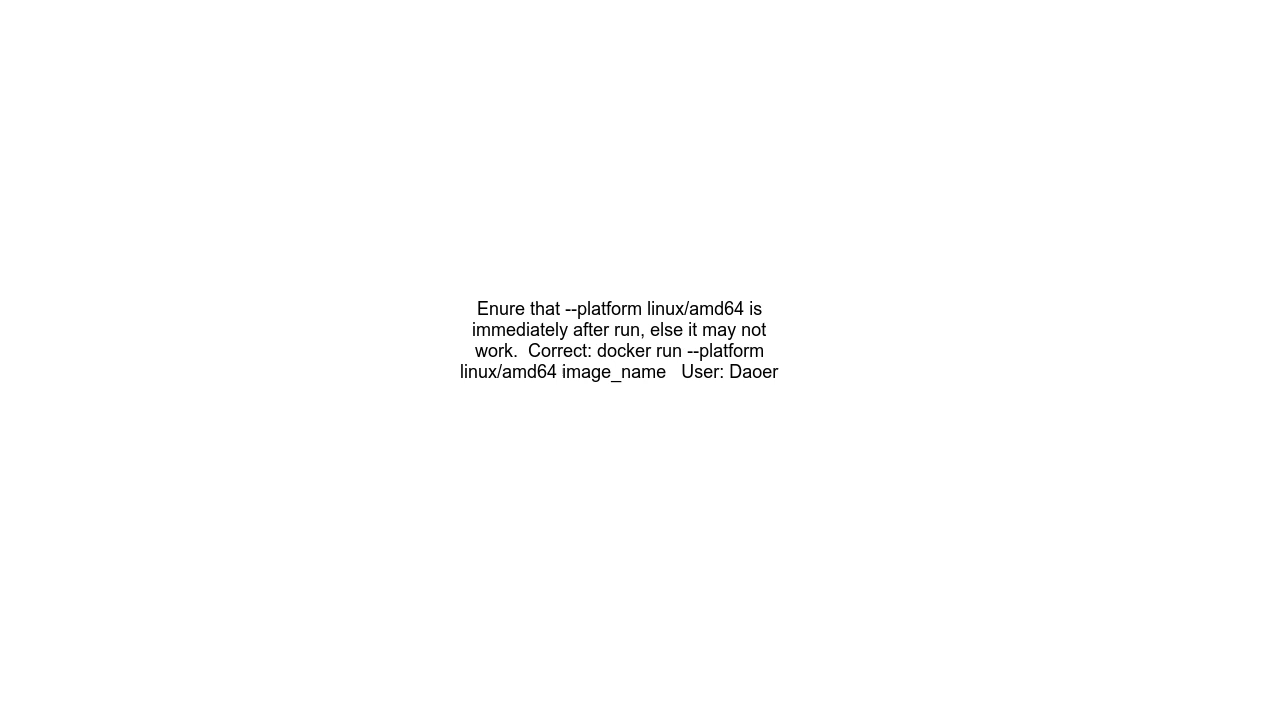 Enure that --platform linux/amd64 is
immediately after run, else it may not
work.  Correct: docker run --platform
linux/amd64 image_name   User: Daoer